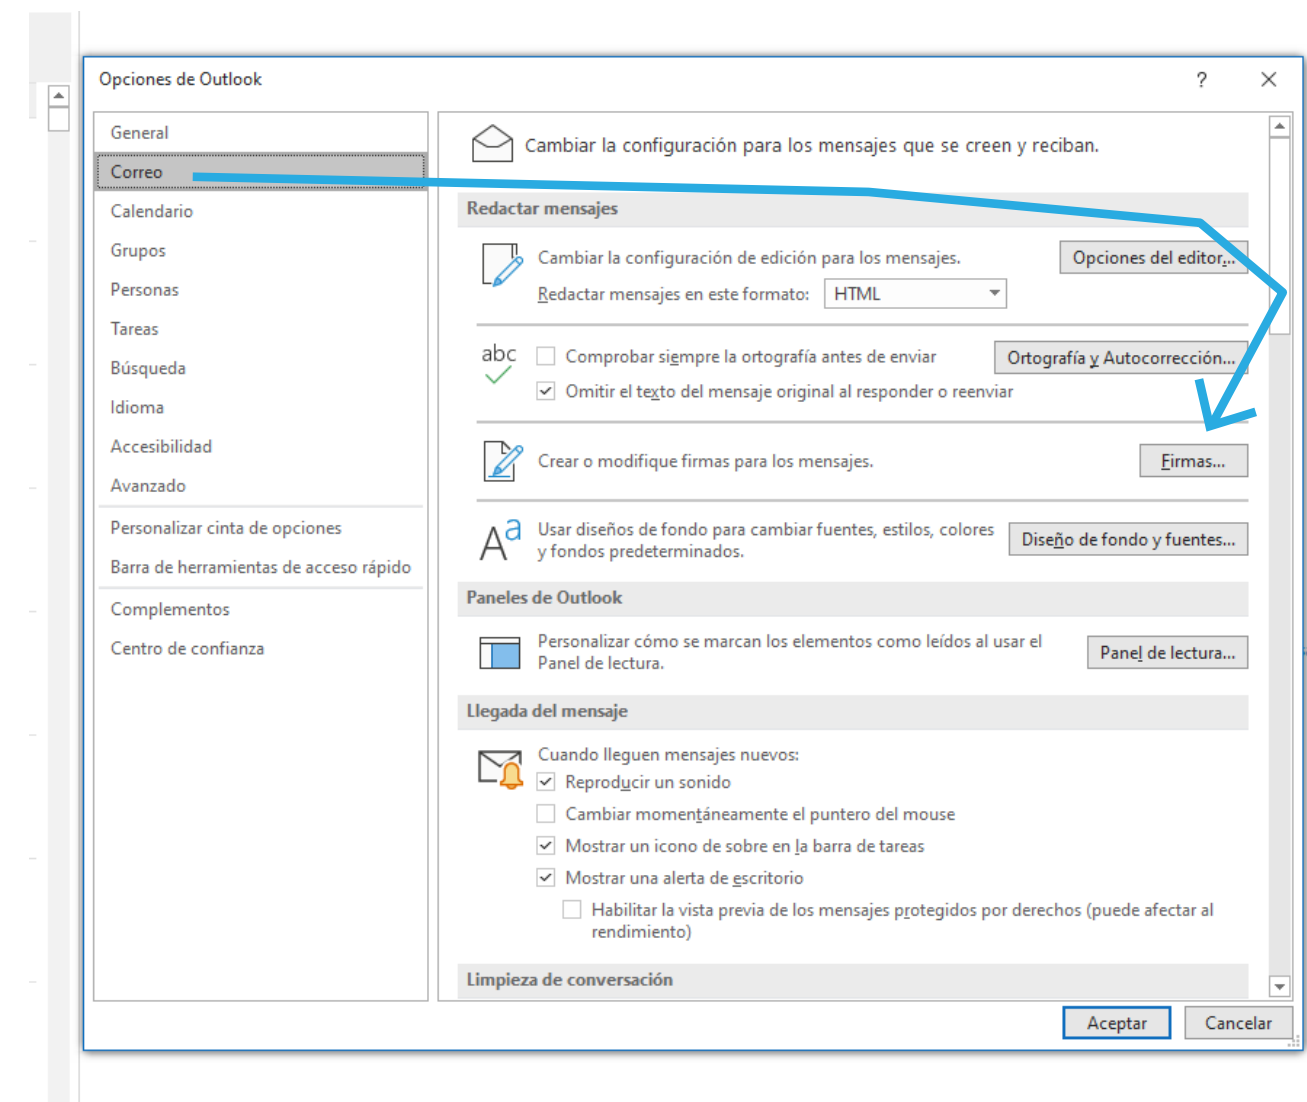 Opciones de Outlook
?
General
Correo
Calendario
Grupos
Personas
Tareas
Búsqueda
Idioma
Accesibilidad
Avanzado
Personalizar cinta de opciones
Barra de herramientas de acceso rápido
Complementos
Centro de confianza
Cambiar la configuración para los mensajes que se creen y reciban.
Redactar mensajes
Cambiar la configuración de edición para los mensajes.
Opciones del editor...
Redactar mensajes en este formato: HTML
abc
Comprobar siempre la ortografía antes de enviar
Ortografía y Autocorrección...
Omitir el texto del mensaje original al responder o reenviar
Crear o modifique firmas para los mensajes.
Firmas...
Aa
Usar diseños de fondo para cambiar fuentes, estilos, colores
y fondos predeterminados.
Diseño de fondo y fuentes...
Paneles de Outlook
Personalizar cómo se marcan los elementos como leídos al usar el
Panel de lectura.
Panel de lectura...
Llegada del mensaje
Cuando lleguen mensajes nuevos:
Reproducir un sonido
Cambiar momentáneamente el puntero del mouse
Mostrar un icono de sobre en la barra de tareas
Mostrar una alerta de escritorio
Habilitar la vista previa de los mensajes protegidos por derechos (puede afectar al
rendimiento)
Limpieza de conversación
Aceptar
Cancelar